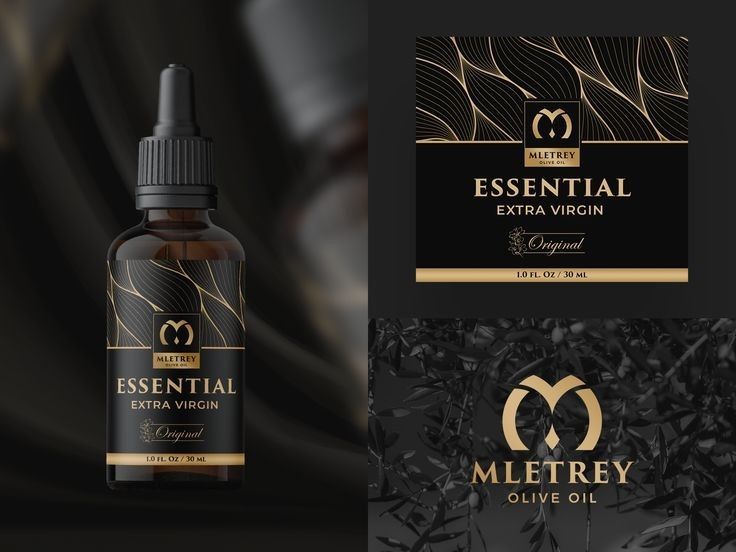 MLETREY
OLIVE OIL
ESSENTIAL
EXTRA VIRGIN
Original
1.0 FL. Oz / 30 ML
MLETREY
OLIVE OIL
ESSENTIAL
EXTRA VIRGIN
Original
1.0 FL. Oz / 30 ML
MLETREY
OLIVE OIL